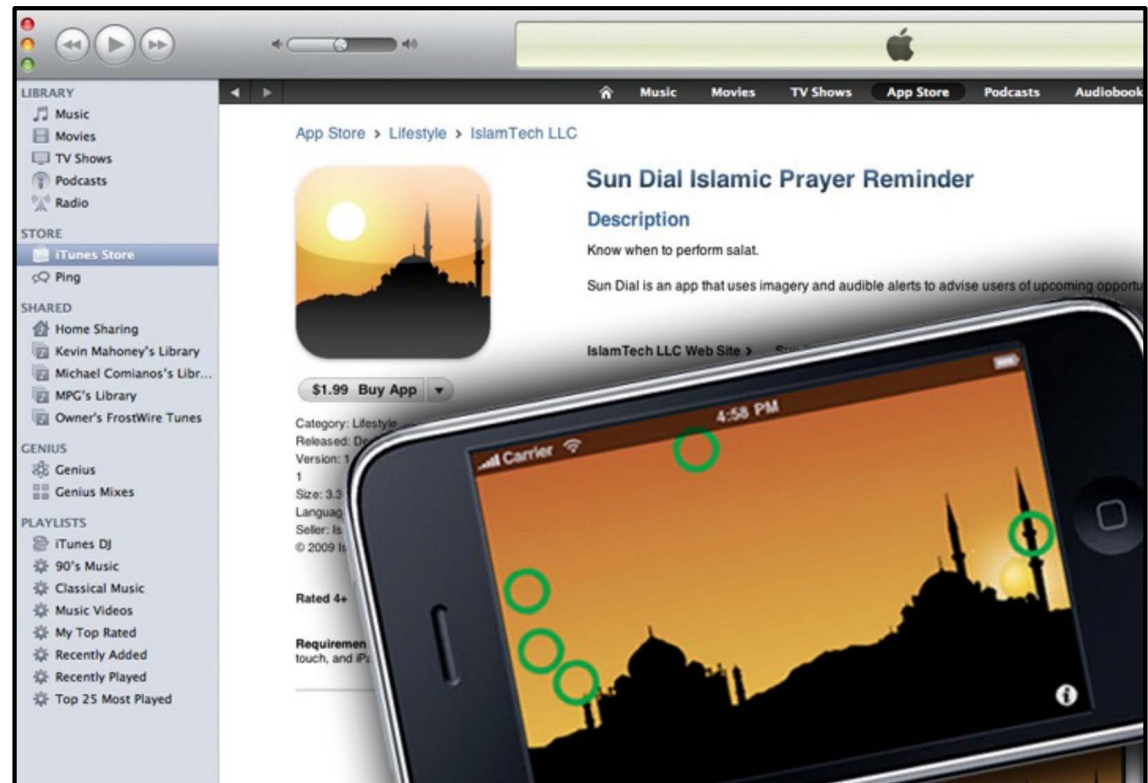 LIBRARY
Music
Movies
TV Shows
Podcasts
Radio
STORE
iTunes Store
Ping
SHARED
Home Sharing
Kevin Mahoney's Library
Michael Comianos's Libr...
MPG's Library
Owner's FrostWire Tunes
GENIUS
Genius
Genius Mixes
PLAYLISTS
iTunes DJ
90's Music
Classical Music
Music Videos
My Top Rated
Recently Added
Recently Played
Top 25 Most Played
Music Movies TV Shows App Store Podcasts Audiobook
App Store > Lifestyle > IslamTech LLC
Sun Dial Islamic Prayer Reminder
Description
Know when to perform salat.
Sun Dial is an app that uses imagery and audible alerts to advise users of upcoming
IslamTech LLC Web Site >
$1.99 Buy App
Category: Lifestyle
Released:
Version: 1
1
Size: 3.3
Seller:
© 2009
Rated 4+
touch, and
Carrier
4:58 PM